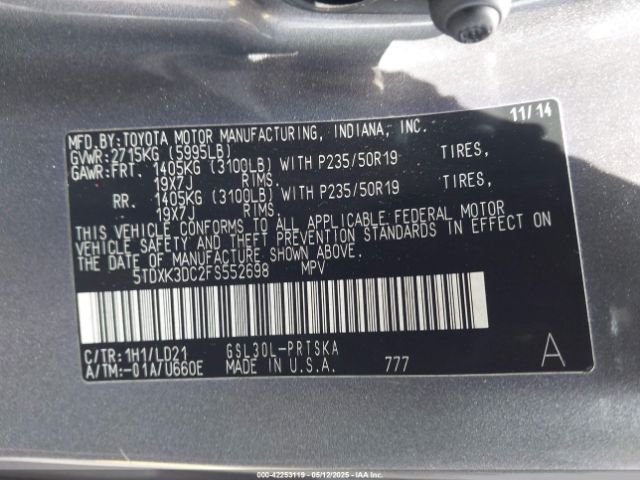 11/14
MFD.BY:TOYOTA MOTOR MANUFACTURING, INDIANA, INC.
GVWR:2715KG (5995LB)
GAWR:FRT. 1405KG (3100LB) WITH P235/50R19 TIRES,
19X7J RIMS.
RR. 1405KG (3100LB) WITH P235/50R19 TIRES,
19X7J RIMS.
THIS VEHICLE CONFORMS TO ALL APPLICABLE FEDERAL MOTOR
VEHICLE SAFETY AND THEFT PREVENTION STANDARDS IN EFFECT ON
THE DATE OF MANUFACTURE SHOWN ABOVE.
5TDXK3DC2FS552698 MPV
C/TR:1H1/LD21 GSL30L-PRTSKA
A/TM:-01A/U660E MADE IN U.S.A. 777 A
000-42253119 - 05/12/2025 - IAAI.COM